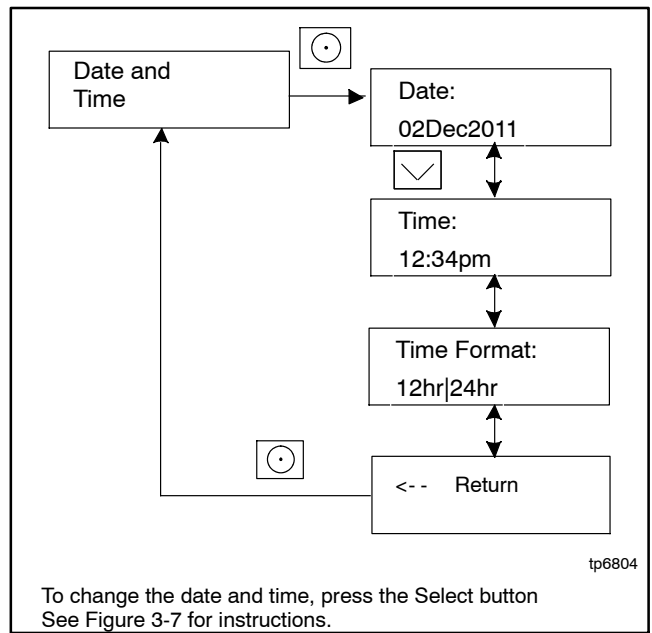 Date and
Time
Date:
02Dec2011
Time:
12:34pm
Time Format:
12hr|24hr
<-- Return
tp6804
To change the date and time, press the Select button
See Figure 3-7 for instructions.